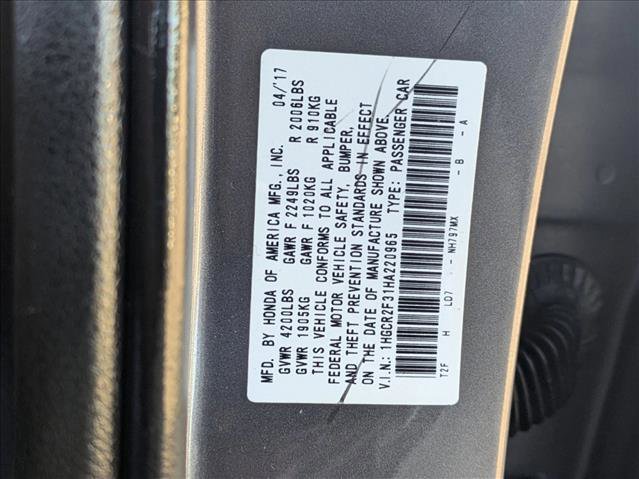 MFD. BY HONDA OF AMERICA MFG., INC. 04/'17
GVWR 4200LBS GAWR F 2249LBS R 2006LBS
GVWR 1905KG GAWR F 1020KG R 910KG
THIS VEHICLE CONFORMS TO ALL APPLICABLE
FEDERAL MOTOR VEHICLE SAFETY, BUMPER,
AND THEFT PREVENTION STANDARDS IN EFFECT
ON THE DATE OF MANUFACTURE SHOWN ABOVE.
V.I.N.: 1HGCR2F31HA220965 TYPE: PASSENGER CAR
T2F H L07 - NH797MX - B - A